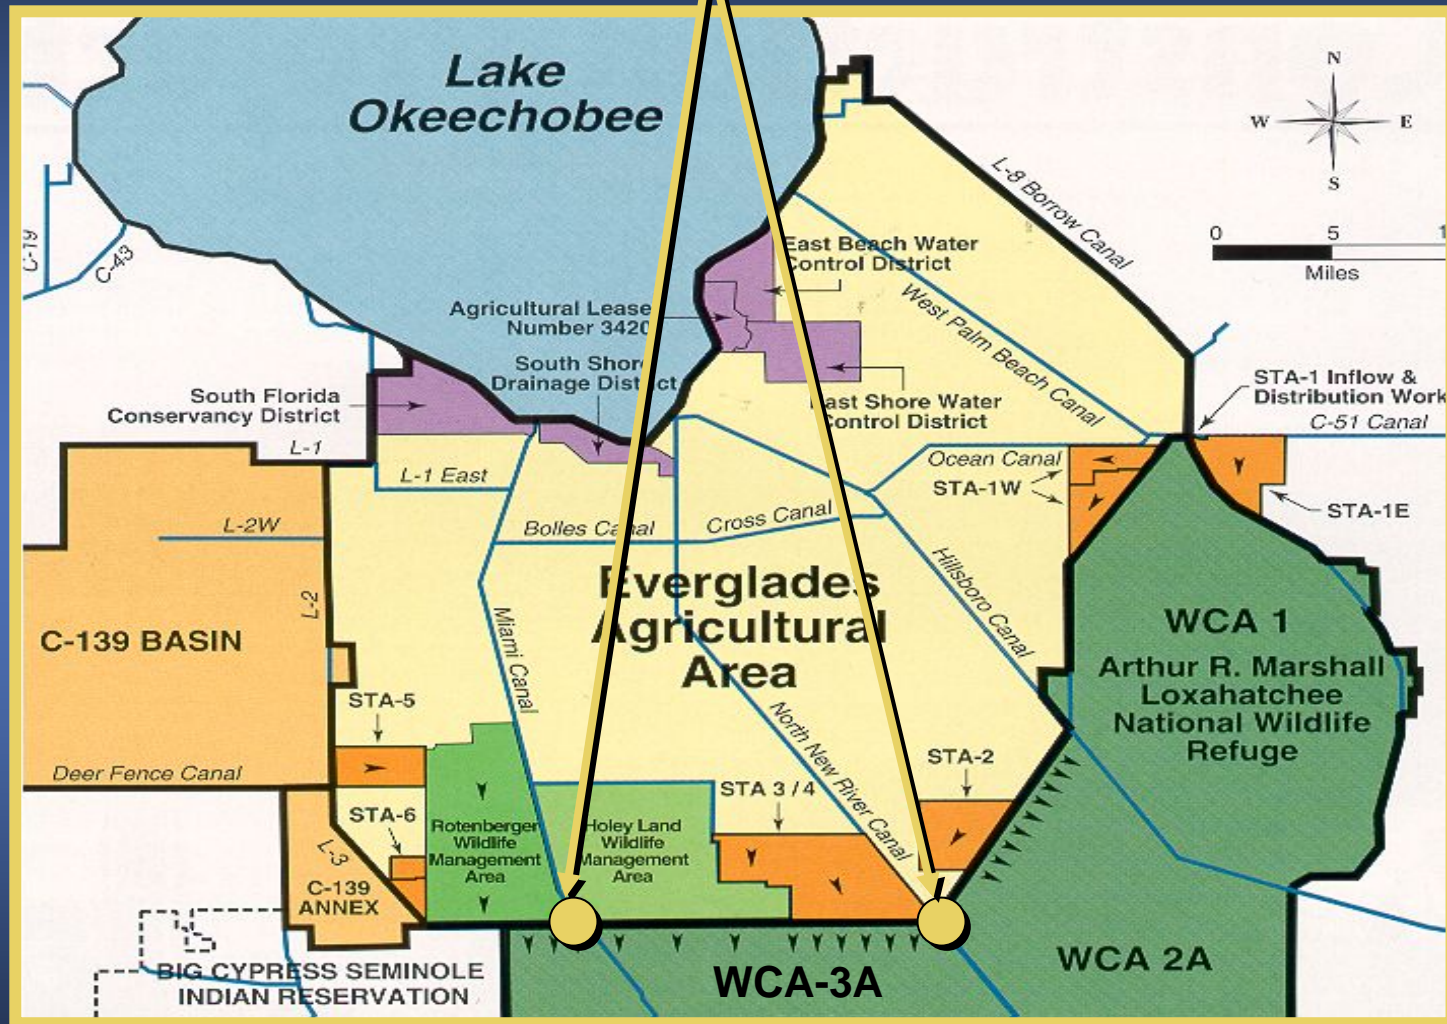 Lake
Okeechobee
N
W
E
S
0
5
1
Miles
L-8 Borrow Canal
C-19
C-43
East Beach Water
Control District
West Palm Beach Canal
Agricultural Lease
Number 3420
South Shore
Drainage District
South Florida
Conservancy District
East Shore Water
Control District
STA-1 Inflow &
Distribution Work
C-51 Canal
L-1
L-1 East
Ocean Canal
STA-1W
STA-1E
L-2W
Bolles Canal
Cross Canal
Hillsboro Canal
L-2
Everglades
Agricultural
Area
Miami Canal
C-139 BASIN
WCA 1
Arthur R. Marshall
Loxahatchee
National Wildlife
Refuge
STA-5
North New River Canal
STA-2
Deer Fence Canal
STA 3/4
STA-6
Rotenberger
Wildlife
Management
Area
Holey Land
Wildlife
Management
Area
L-3
C-139
ANNEX
BIG CYPRESS SEMINOLE
INDIAN RESERVATION
WCA-3A
WCA 2A